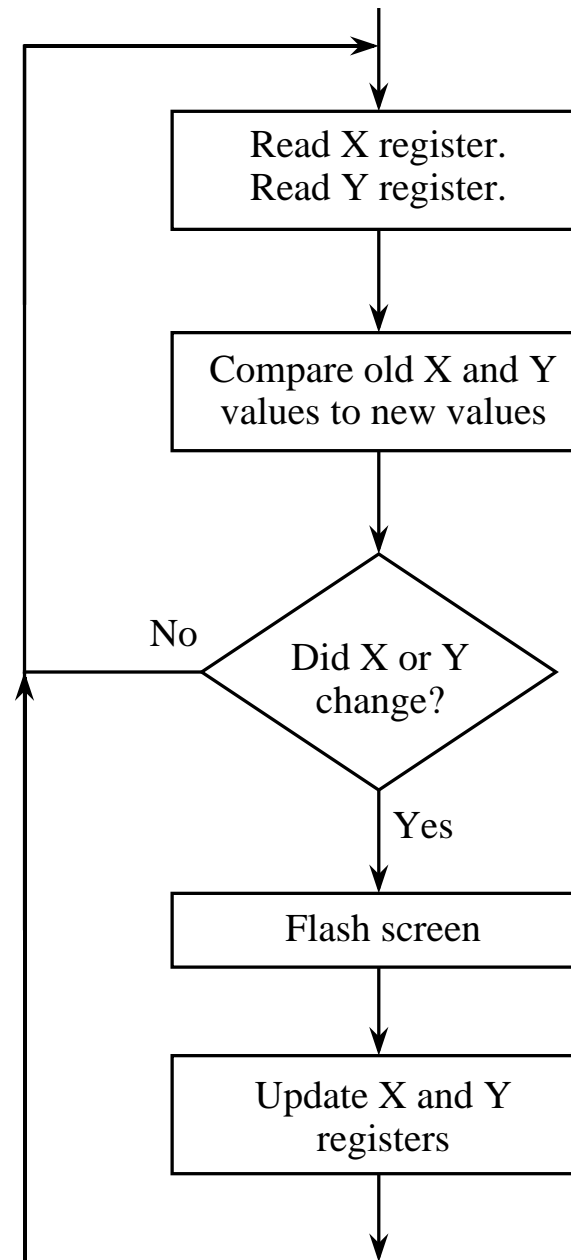 Read X register.
Read Y register.
Compare old X and Y
values to new values
Did X or Y
change?
No
Yes
Flash screen
Update X and Y
registers